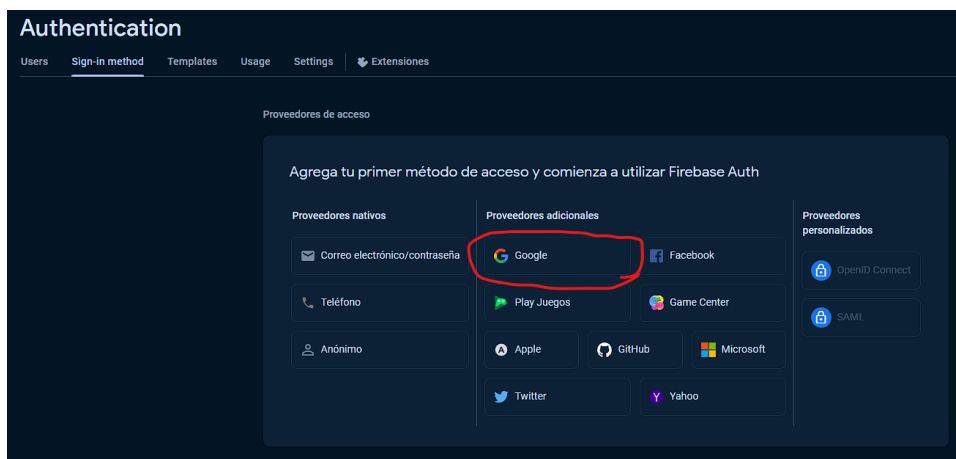 Authentication
Users Sign-in method Templates Usage Settings Extensiones
Proveedores de acceso
Agrega tu primer método de acceso y comienza a utilizar Firebase Auth
Proveedores nativos
Correo electrónico/contraseña
Teléfono
Anónimo
Proveedores adicionales
Google
Facebook
Play Juegos
Game Center
Apple
GitHub
Microsoft
Twitter
Yahoo
Proveedores
personalizados
OpenID Connect
SAML